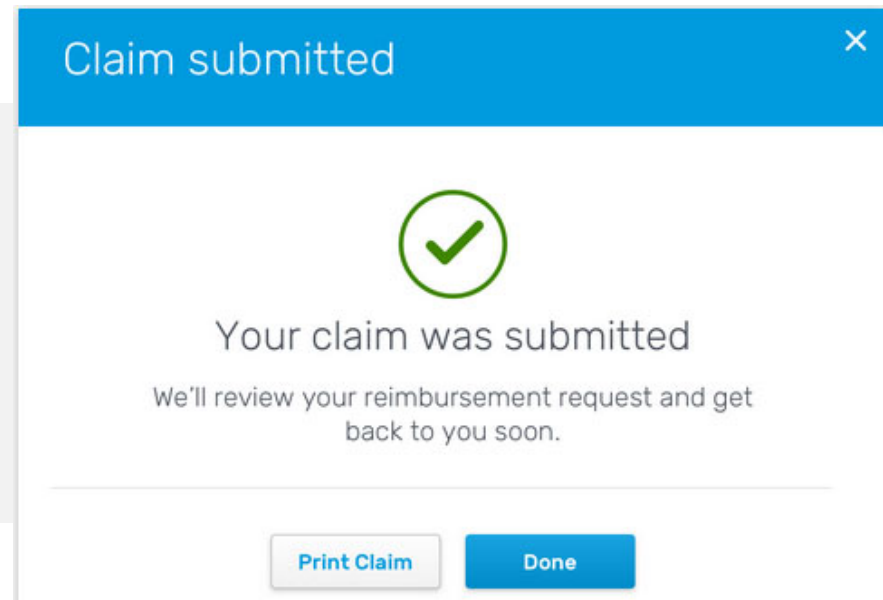 Claim submitted
Your claim was submitted
We'll review your reimbursement request and get
back to you soon.
Print Claim
Done